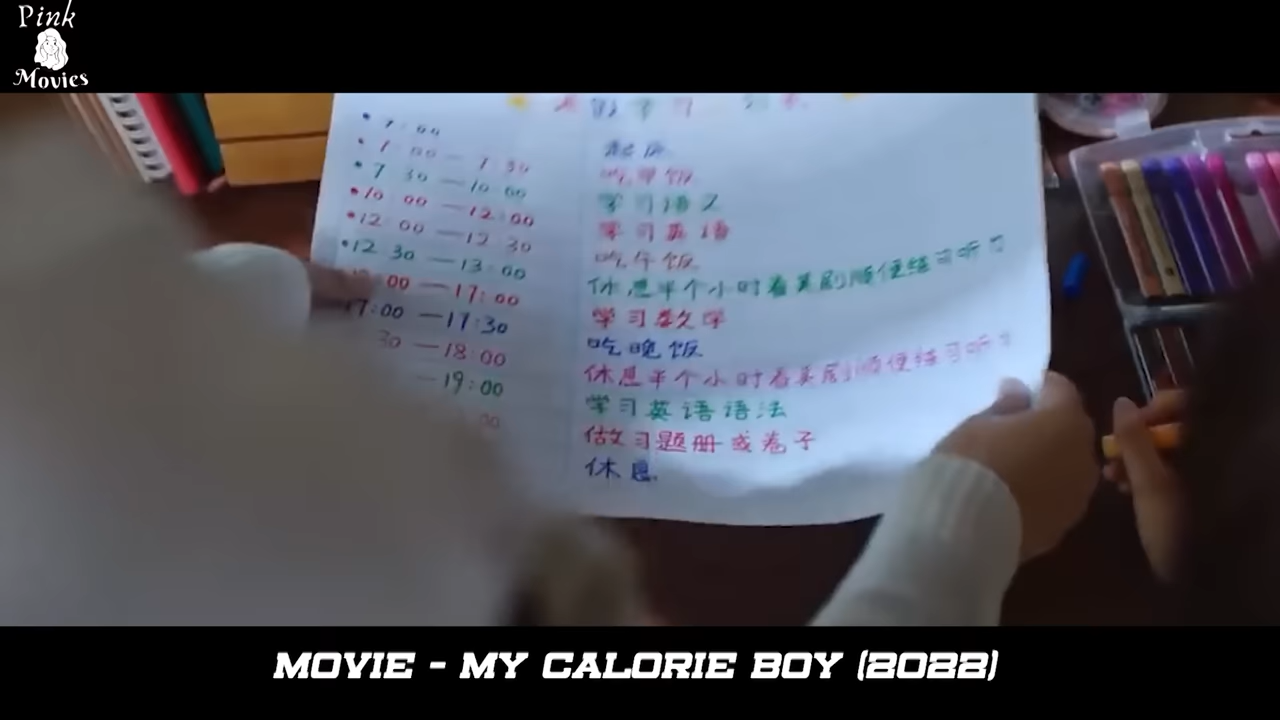 Pink
Movies
7:00 起床
7:00 — 7:30 吃早饭
7:30 — 10:00 学习语文
10:00 — 12:00 学习英语
12:00 — 12:30 吃午饭
12:30 — 13:00 休息半个小时看美剧顺便练习听力
:00 — 17:00 学习数学
17:00 — 17:30 吃晚饭
30 — 18:00 休息半个小时看美剧顺便练习听力
— 19:00 学习英语语法
00 做习题册或卷子
休息
MOVIE - MY CALORIE BOY (2022)